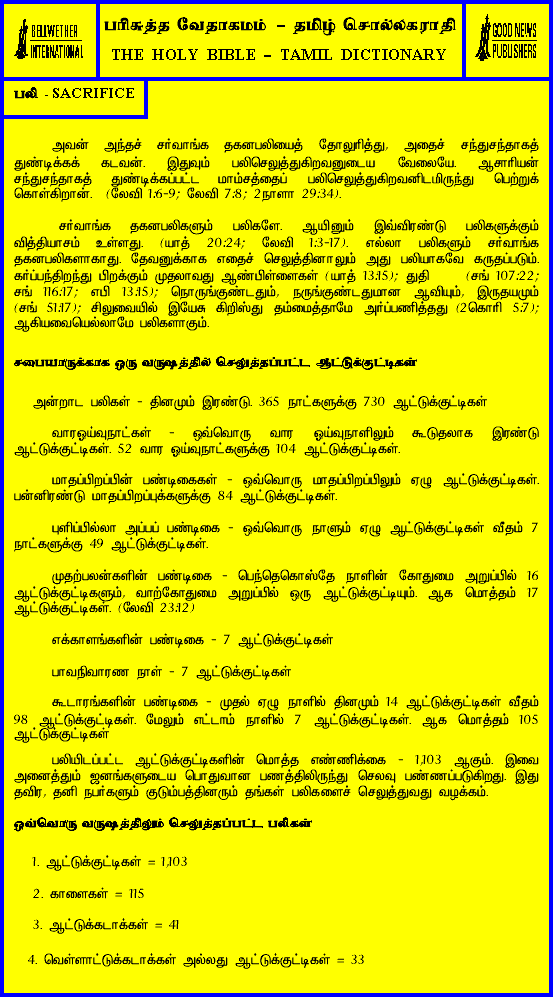 BELLWETHER
INTERNATIONAL
பரிசுத்த வேதாகமம் – தமிழ் சொல்லகராதி
THE HOLY BIBLE – TAMIL DICTIONARY
GOOD NEWS
PUBLISHERS
பலி - SACRIFICE
அவன் அந்தச் சர்வாங்க தகனபலியைத் தோலுரித்து, அதைச் சந்துசந்தாகத்
துண்டிக்கக் கடவன். இதுவும் பலிசெலுத்துகிறவனுடைய வேலையே. ஆசாரியன்
சந்துசந்தாகத் துண்டிக்கப்பட்ட மாம்சத்தைப் பலிசெலுத்துகிறவனிடமிருந்து பெற்றுக்
கொள்கிறான். (லேவி 1:6-9; லேவி 7:8; 2நாளா 29:34).
சர்வாங்க தகனபலிகளும் பலிகளே. ஆயினும் இவ்விரண்டு பலிகளுக்கும்
வித்தியாசம் உள்ளது. (யாத் 20:24; லேவி 1:3-17). எல்லா பலிகளும் சர்வாங்க
தகனபலிகளாகாது. தேவனுக்காக எதைச் செலுத்தினாலும் அது பலியாகவே கருதப்படும்.
கர்ப்பந்திறந்து பிறக்கும் முதலாவது ஆண்பிள்ளைகள் (யாத் 13:15); துதி (சங் 107:22;
சங் 116:17; எபி 13:15); நொருங்குண்டதும், நருங்குண்டதுமான ஆவியும், இருதயமும்
(சங் 51:17); சிலுவையில் இயேசு கிறிஸ்து தம்மைத்தாமே அர்ப்பணித்தது (2கொரி 5:7);
ஆகியவையெல்லாமே பலிகளாகும்.
சபையாருக்காக ஒரு வருஷத்தில் செலுத்தப்பட்ட ஆட்டுக்குட்டிகள்
அன்றாட பலிகள் - தினமும் இரண்டு. 365 நாட்களுக்கு 730 ஆட்டுக்குட்டிகள்
வாரஓய்வுநாட்கள் - ஒவ்வொரு வார ஓய்வுநாளிலும் கூடுதலாக இரண்டு
ஆட்டுக்குட்டிகள். 52 வார ஓய்வுநாட்களுக்கு 104 ஆட்டுக்குட்டிகள்.
மாதப்பிறப்பின் பண்டிகைகள் - ஒவ்வொரு மாதப்பிறப்பிலும் ஏழு ஆட்டுக்குட்டிகள்.
பன்னிரண்டு மாதப்பிறப்புக்களுக்கு 84 ஆட்டுக்குட்டிகள்.
புளிப்பில்லா அப்பப் பண்டிகை - ஒவ்வொரு நாளும் ஏழு ஆட்டுக்குட்டிகள் வீதம் 7
நாட்களுக்கு 49 ஆட்டுக்குட்டிகள்.
முதற்பலன்களின் பண்டிகை - பெந்தெகொஸ்தே நாளின் கோதுமை அறுப்பில் 16
ஆட்டுக்குட்டிகளும், வாற்கோதுமை அறுப்பில் ஒரு ஆட்டுக்குட்டியும். ஆக மொத்தம் 17
ஆட்டுக்குட்டிகள். (லேவி 23:12)
எக்காளங்களின் பண்டிகை - 7 ஆட்டுக்குட்டிகள்
பாவநிவாரண நாள் - 7 ஆட்டுக்குட்டிகள்
கூடாரங்களின் பண்டிகை - முதல் ஏழு நாளில் தினமும் 14 ஆட்டுக்குட்டிகள் வீதம்
98 ஆட்டுக்குட்டிகள். மேலும் எட்டாம் நாளில் 7 ஆட்டுக்குட்டிகள். ஆக மொத்தம் 105
ஆட்டுக்குட்டிகள்
பலியிடப்பட்ட ஆட்டுக்குட்டிகளின் மொத்த எண்ணிக்கை - 1,103 ஆகும். இவை
அனைத்தும் ஜனங்களுடைய பொதுவான பணத்திலிருந்து செலவு பண்ணப்படுகிறது. இது
தவிர, தனி நபர்களும் குடும்பத்தினரும் தங்கள் பலிகளைச் செலுத்துவது வழக்கம்.
ஒவ்வொரு வருஷத்திலும் செலுத்தப்பட்ட பலிகள்
1. ஆட்டுக்குட்டிகள் = 1,103
2. காளைகள் = 115
3. ஆட்டுக்கடாக்கள் = 41
4. வெள்ளாட்டுக்கடாக்கள் அல்லது ஆட்டுக்குட்டிகள் = 33